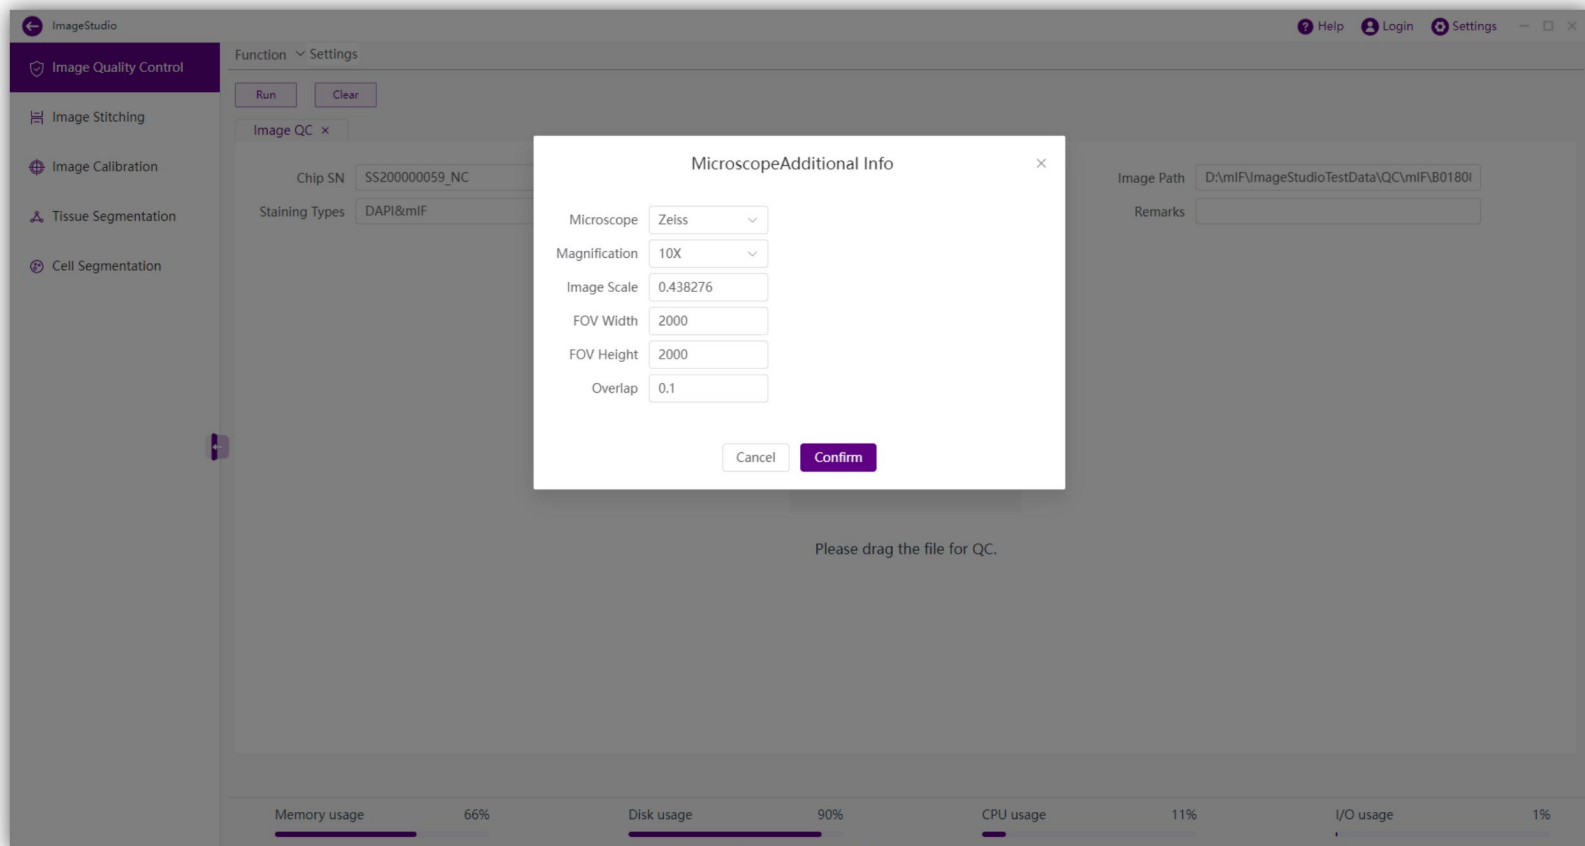 ImageStudio
Help Login Settings
Image Quality Control
Image Stitching
Image Calibration
Tissue Segmentation
Cell Segmentation
Function Settings
Run Clear
Image QC ×
Chip SN SS200000059_NC
Staining Types DAPI&mIF
Image Path D:\mIF\ImageStudioTestData\QC\mIF\B0180
Remarks
MicroscopeAdditional Info
Microscope Zeiss
Magnification 10X
Image Scale 0.438276
FOV Width 2000
FOV Height 2000
Overlap 0.1
Cancel Confirm
Please drag the file for QC.
Memory usage 66% Disk usage 90% CPU usage 11% I/O usage 1%